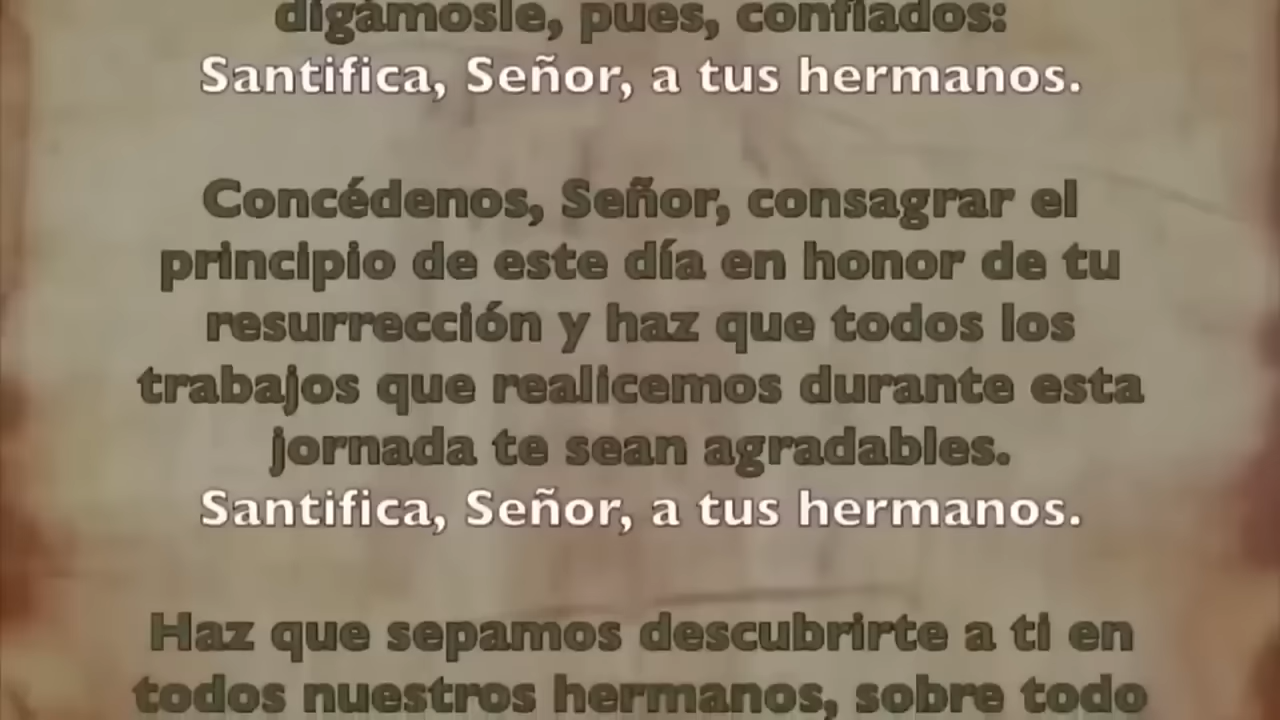 digámosle, pues, confiados:
Santifica, Señor, a tus hermanos.
Concédenos, Señor, consagrar el
principio de este día en honor de tu
resurrección y haz que todos los
trabajos que realicemos durante esta
jornada te sean agradables.
Santifica, Señor, a tus hermanos.
Haz que sepamos descubrirte a ti en
todos nuestros hermanos, sobre todo